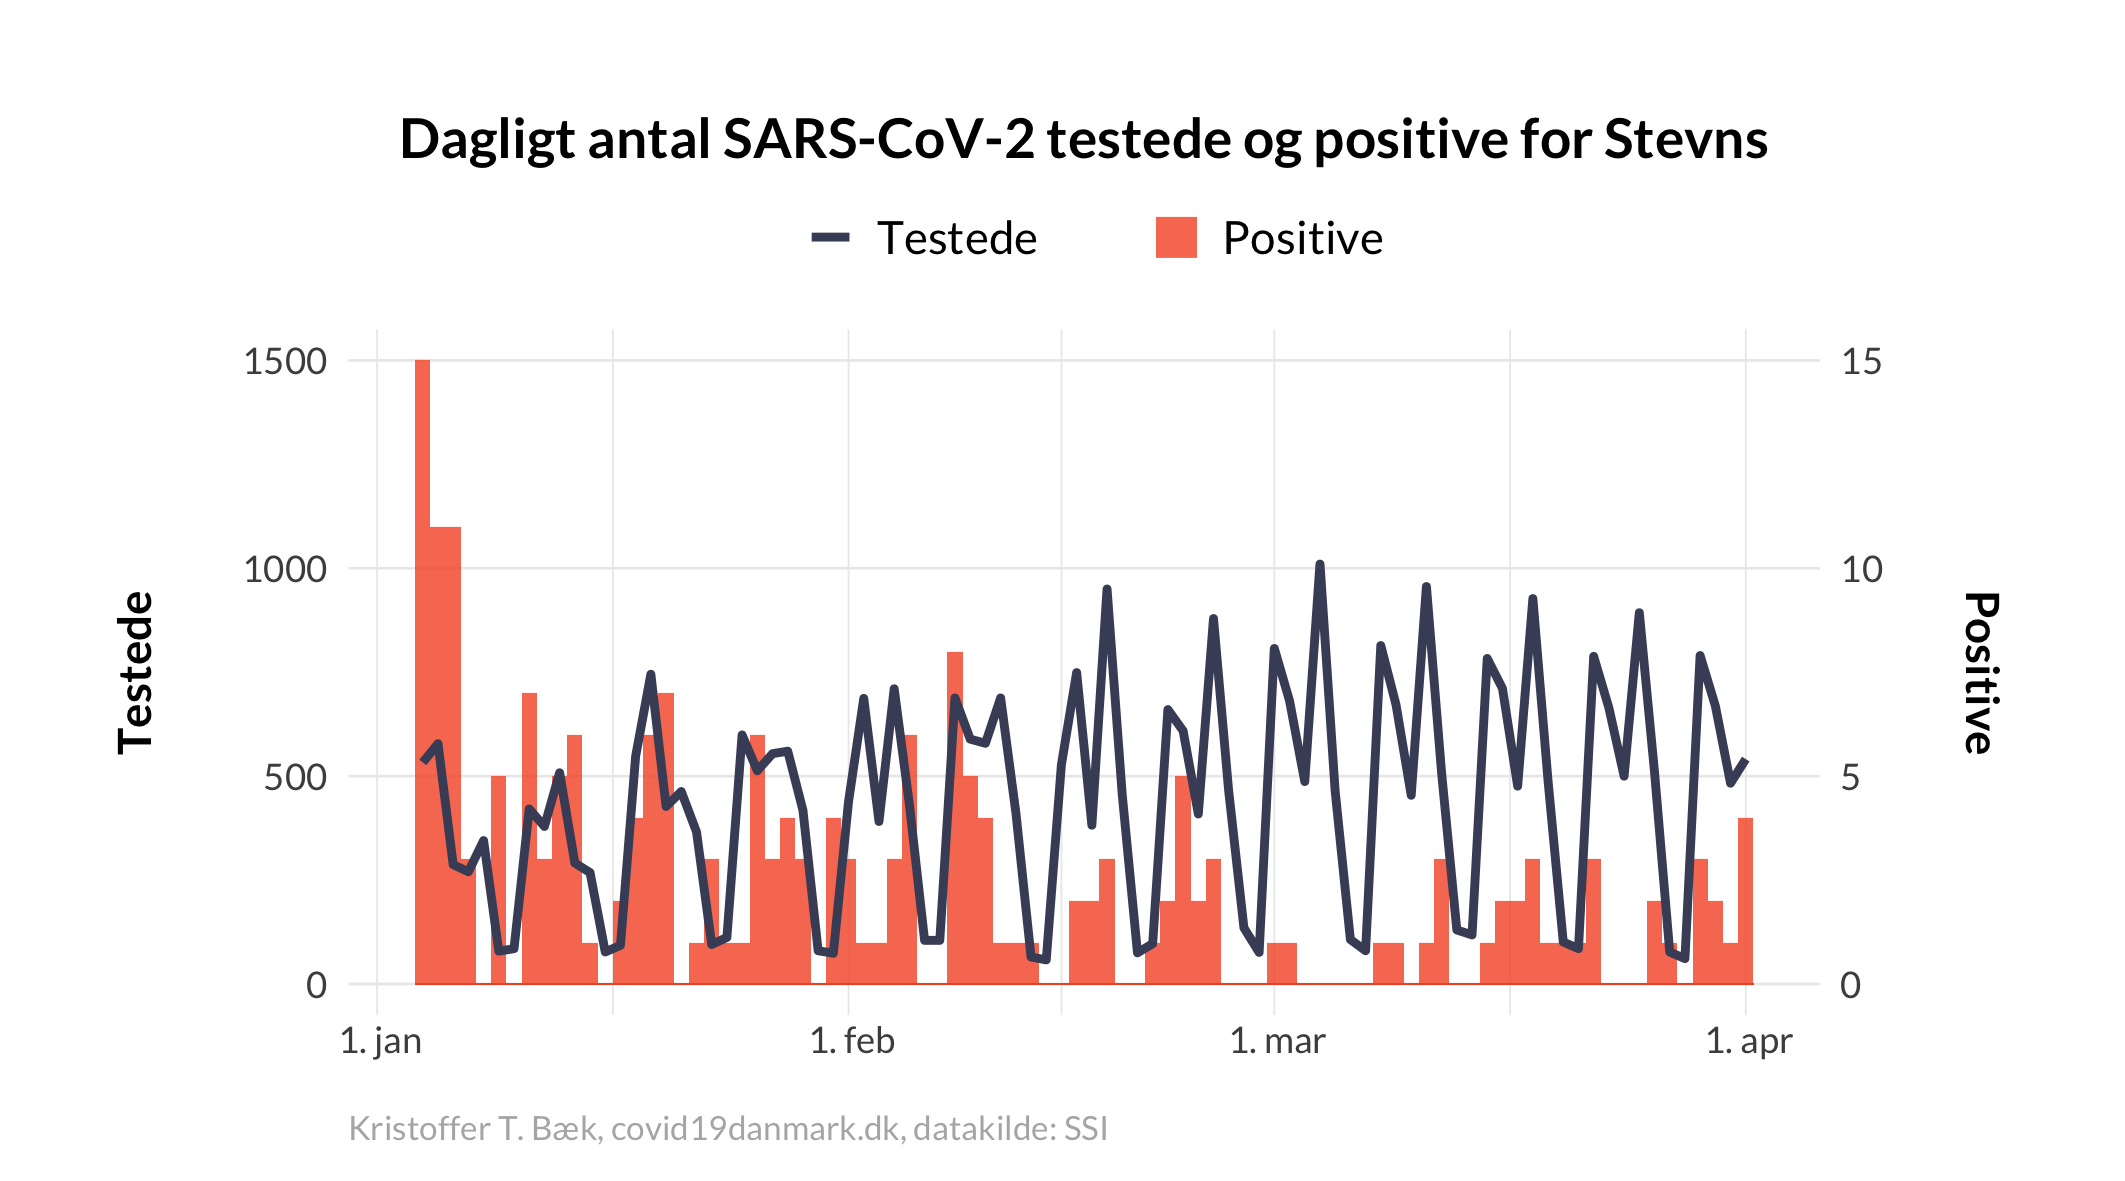 Dagligt antal SARS-CoV-2 testede og positive for Stevns
Testede Positive
1500 15
1000 10
500 5
0 0
Testede
Positive
1. jan 1. feb 1. mar 1. apr
Kristoffer T. Bæk, covid19danmark.dk, datakilde: SSI